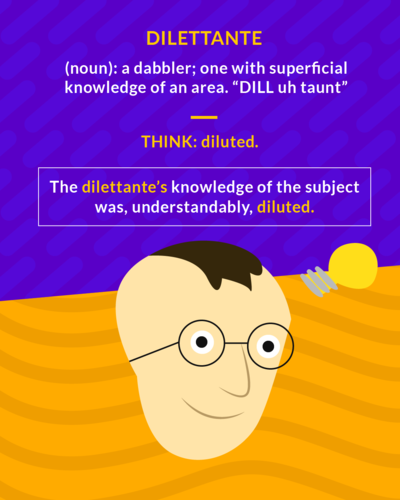 DILETTANTE
(noun): a dabbler; one with superficial
knowledge of an area. “DILL uh taunt”
THINK: diluted.
The dilettante’s knowledge of the subject
was, understandably, diluted.